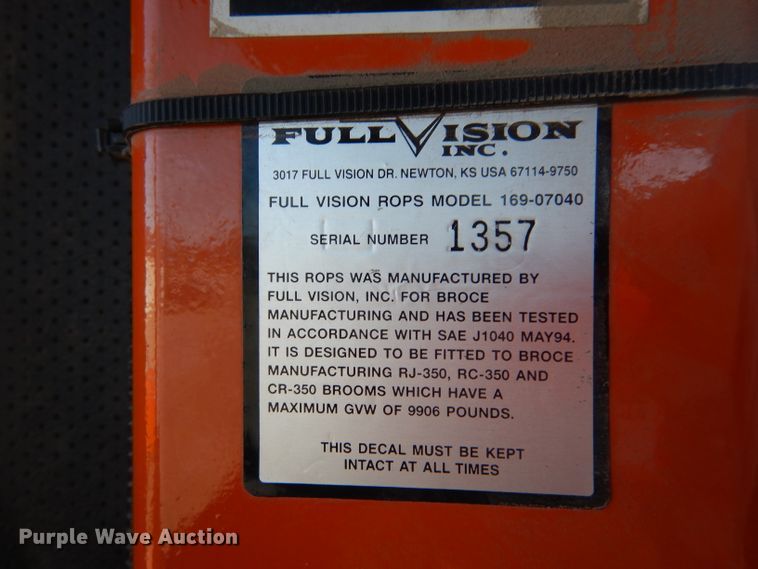 FULL VISION
INC.
3017 FULL VISION DR. NEWTON, KS USA 67114-9750
FULL VISION ROPS MODEL 169-07040
SERIAL NUMBER 1357
THIS ROPS WAS MANUFACTURED BY
FULL VISION, INC. FOR BROCE
MANUFACTURING AND HAS BEEN TESTED
IN ACCORDANCE WITH SAE J1040 MAY94.
IT IS DESIGNED TO BE FITTED TO BROCE
MANUFACTURING RJ-350, RC-350 AND
CR-350 BROOMS WHICH HAVE A
MAXIMUM GVW OF 9906 POUNDS.
THIS DECAL MUST BE KEPT
INTACT AT ALL TIMES
Purple Wave Auction